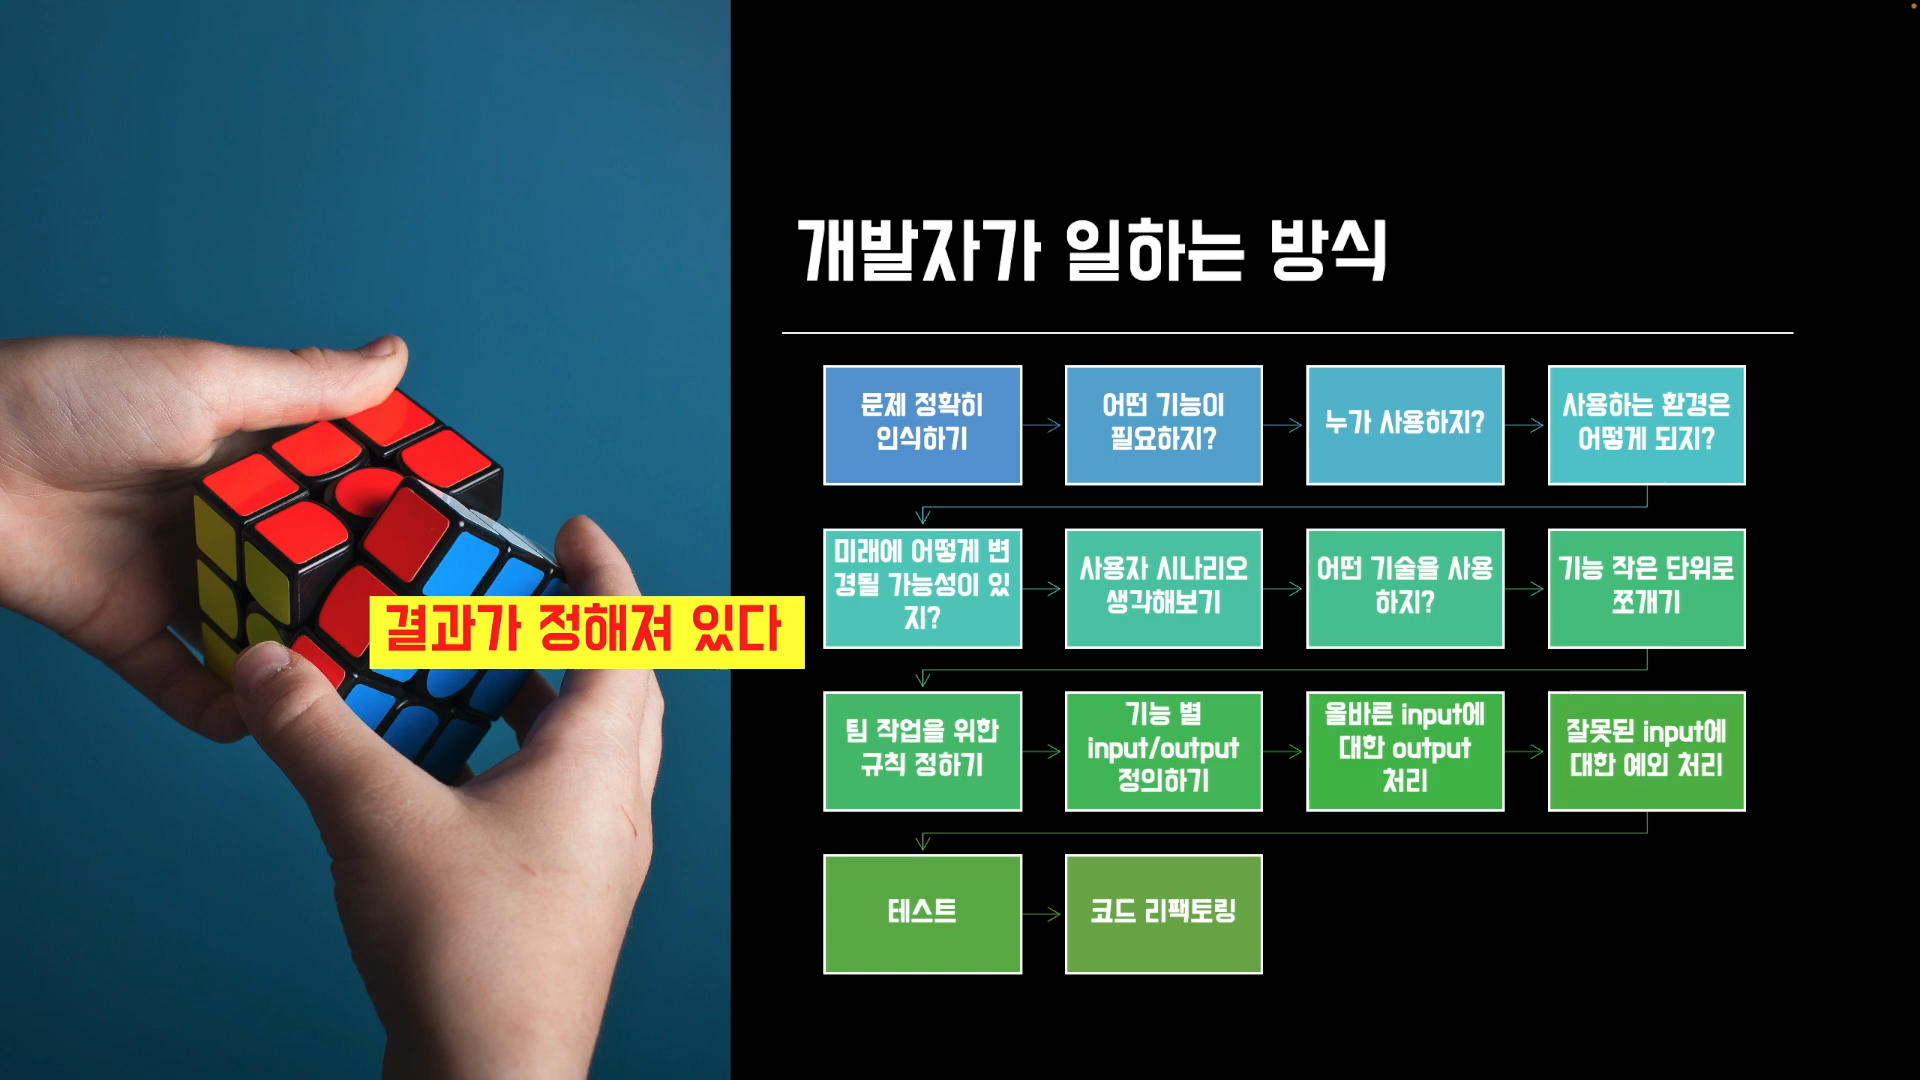 개발자가 일하는 방식
문제 정확히
인식하기
어떤 기능이
필요하지?
누가 사용하지?
사용하는 환경은
어떻게 되지?
미래에 어떻게 변
경될 가능성이 있
지?
사용자 시나리오
생각해보기
어떤 기술을 사용
하지?
기능 작은 단위로
쪼개기
팀 작업을 위한
규칙 정하기
기능 별
input/output
정의하기
올바른 input에
대한 output
처리
잘못된 input에
대한 예외 처리
테스트
코드 리팩토링
결과가 정해져 있다